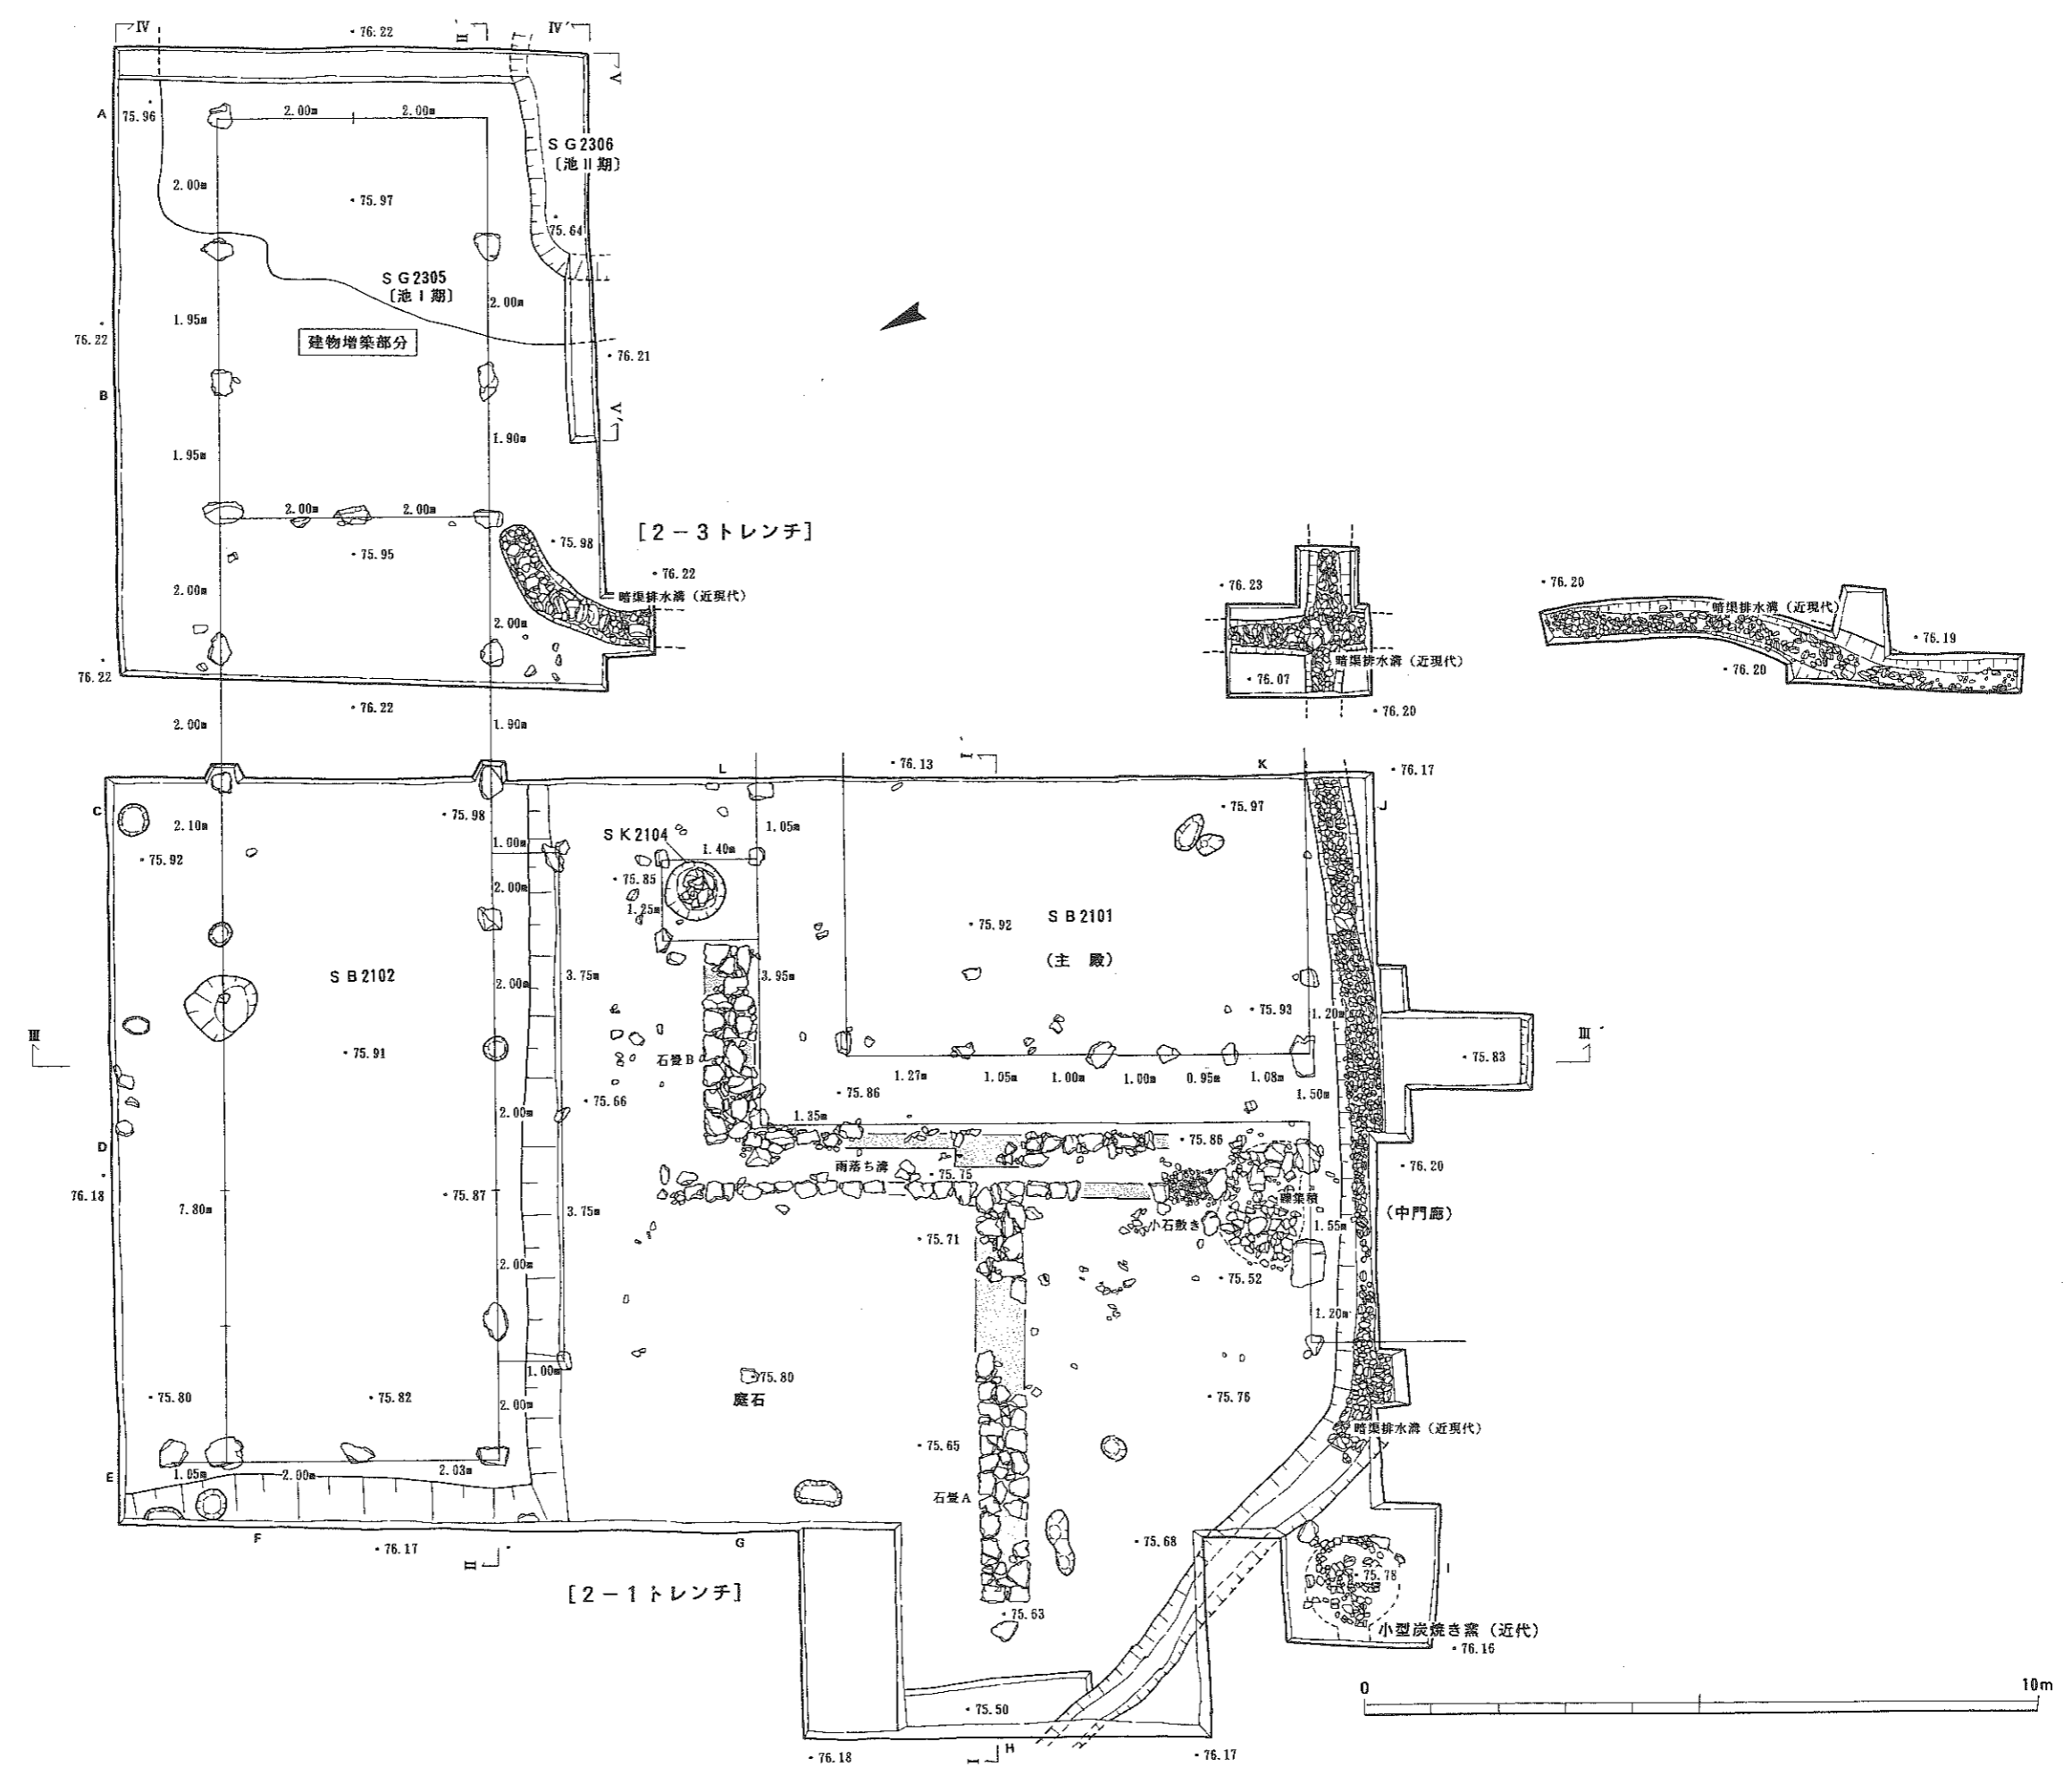 IV
・76.22
II
IV´
V
A
75.96
2.00m
2.00m
SG2306
〔池II期〕
2.00m
・75.97
75.64
SG2305
〔池I期〕
2.00m
1.95m
76.22
建物増築部分
・76.21
B
V´
1.90m
1.95m
2.00m
2.00m
[2-3トレンチ]
・75.98
・75.95
・76.22
2.00m
暗渠排水溝（近現代）
2.00m
76.22
・76.22
2.00m
1.90m
・76.23
暗渠排水溝（近現代）
・76.07
・76.20
・76.20
暗渠排水溝（近現代）
・76.19
・76.20
L
・76.13
I´
K
・76.17
C
J
2.10m
・75.98
・75.92
1.00m
2.00m
SK2104
1.40m
1.05m
・75.85
1.25m
・75.97
SB2102
2.00m
3.75m
3.95m
・75.92
SB2101
（主殿）
・75.93
1.20m
III
・75.91
石畳B
・75.66
2.00m
1.27m
1.05m
1.00m
1.00m
0.95m
1.08m
・75.86
1.50m
・75.83
III´
1.35m
D
76.18
・75.86
雨落ち溝
・75.75
・76.20
・75.87
7.80m
3.75m
礫集積
小石敷き
1.55m
（中門廊）
・75.71
2.00m
・75.52
1.20m
1.00m
・75.80
庭石
・75.80
・75.82
2.00m
・75.76
暗渠排水溝（近現代）
・75.65
E
1.05m
2.00m
2.03m
石畳A
F
・76.17
II´
G
・75.68
I
・75.78
[2-1トレンチ]
・75.63
小型炭焼き窯（近代）
・76.16
・75.50
0
10m
・76.18
I
H
・76.17